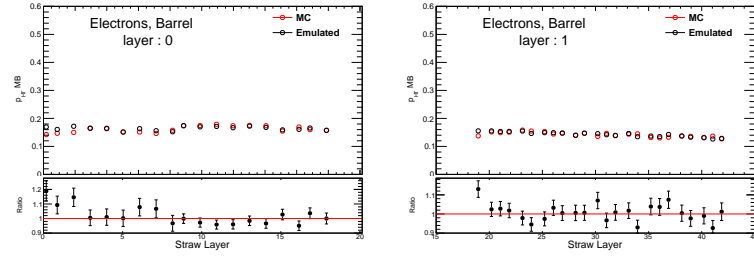 Electrons, Barrel
layer : 0
MC
Emulated
p_HT MB
0.6
0.5
0.4
0.3
0.2
0.1
0
Ratio
1.2
1.1
1
0.9
0
5
10
15
20
Straw Layer
Electrons, Barrel
layer : 1
MC
Emulated
p_HT MB
0.6
0.5
0.4
0.3
0.2
0.1
0
Ratio
1.1
1
0.9
15
20
25
30
35
40
Straw Layer